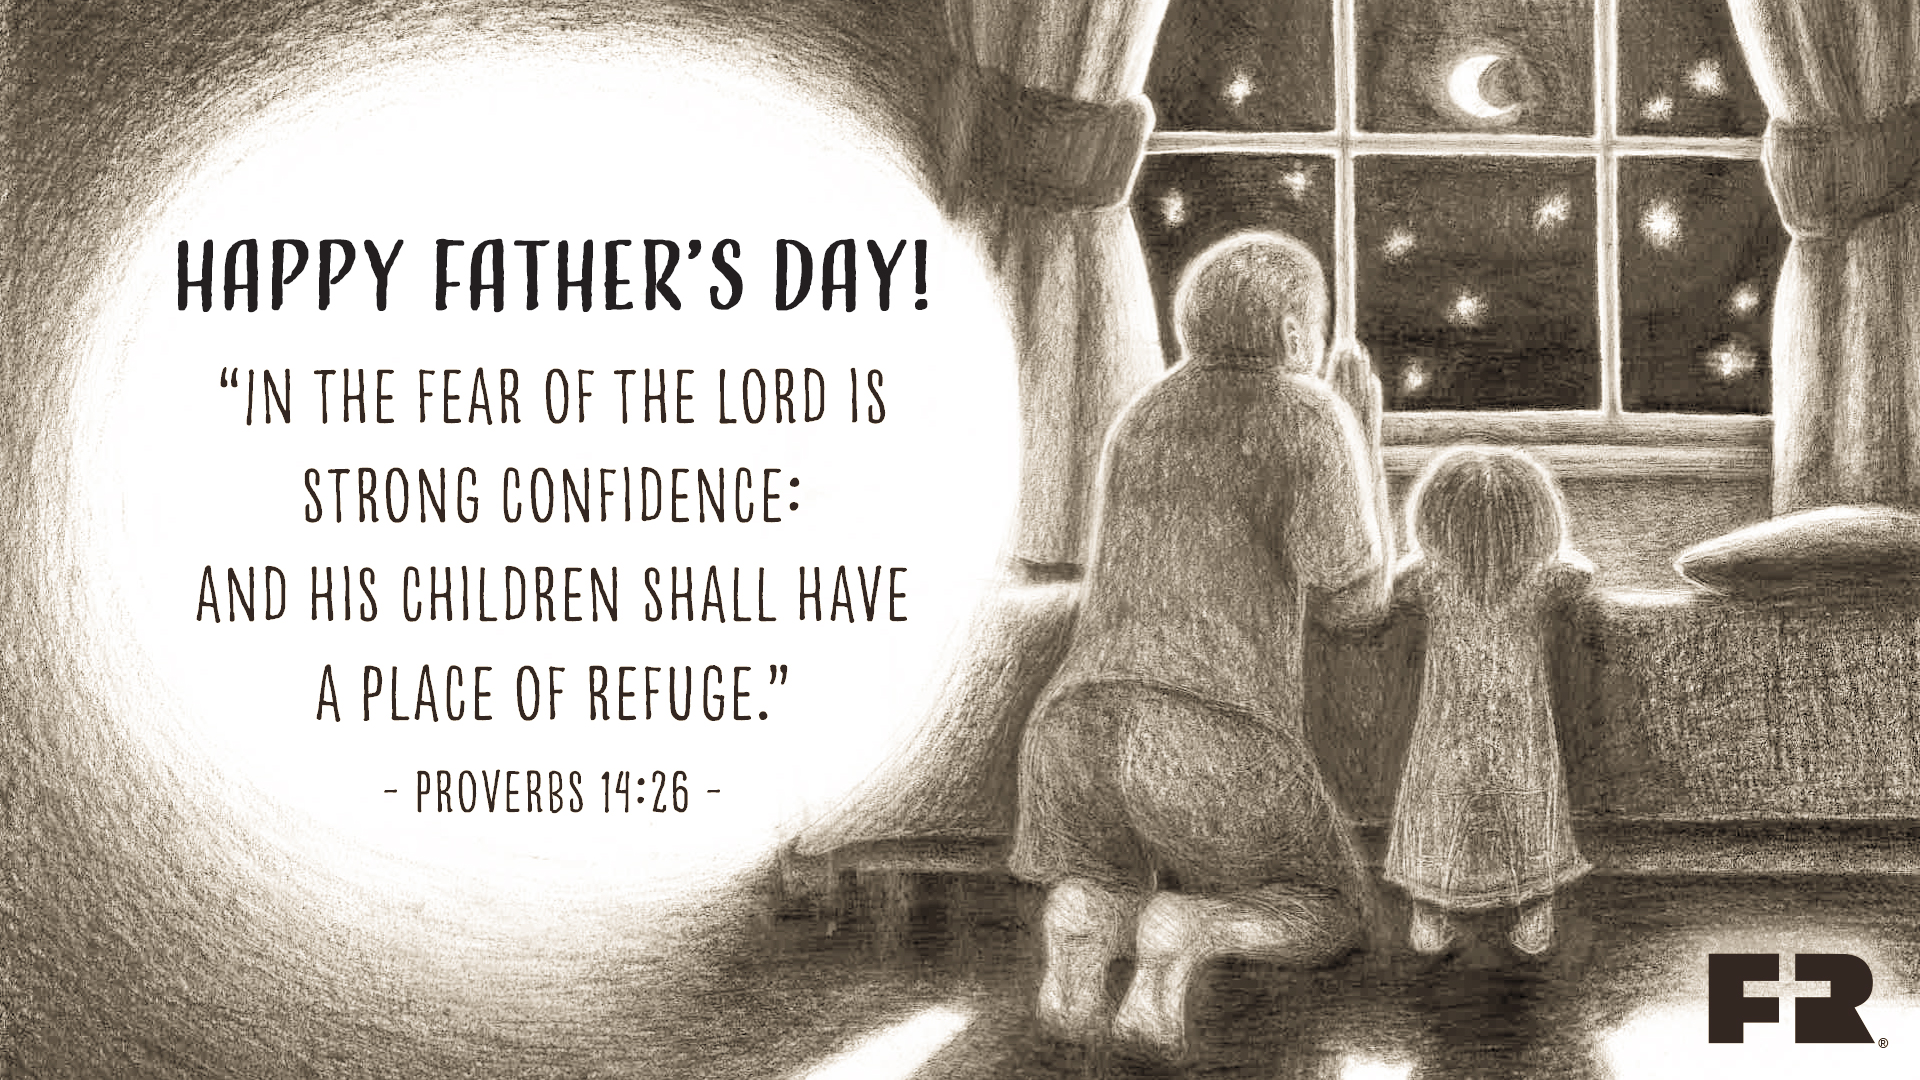 HAPPY FATHER'S DAY!
“IN THE FEAR OF THE LORD IS
STRONG CONFIDENCE:
AND HIS CHILDREN SHALL HAVE
A PLACE OF REFUGE.”
- PROVERBS 14:26 -
FR®